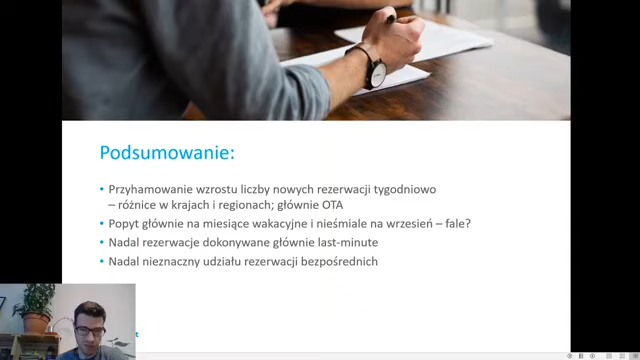 Podsumowanie:
• Przyhamowanie wzrostu liczby nowych rezerwacji tygodniowo
– różnice w krajach i regionach; głównie OTA
• Popyt głównie na miesiące wakacyjne i nieśmiale na wrzesień – fale?
• Nadal rezerwacje dokonywane głównie last-minute
• Nadal nieznaczny udziału rezerwacji bezpośrednich